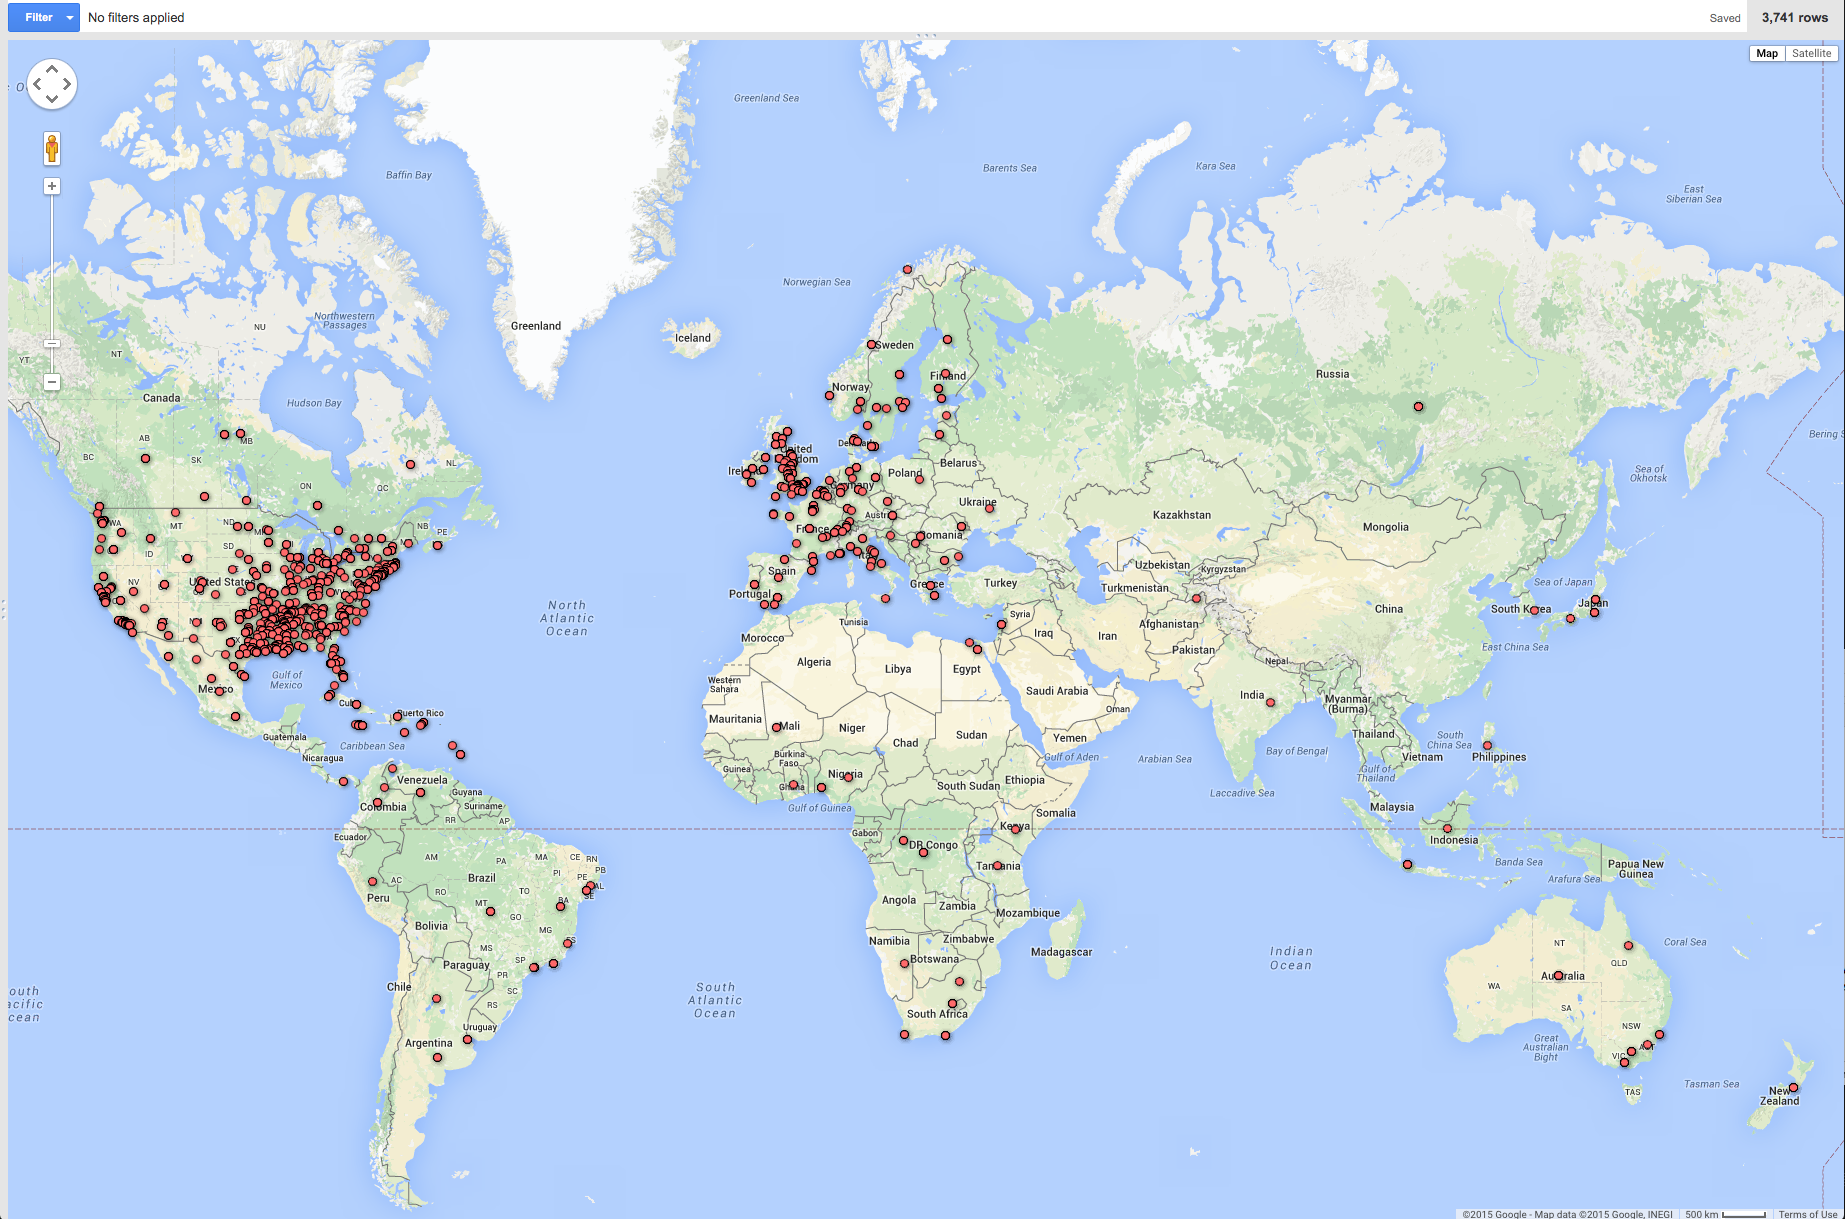 Filter
No filters applied
Saved
3,741 rows
Map
Satellite
Greenland Sea
Baffin Bay
Barents Sea
Kara Sea
East
Siberian Sea
Norwegian Sea
Northwestern
Passages
NU
Greenland
Iceland
Sweden
NT
YT
Russia
Finland
Norway
Canada
Hudson Bay
Bering
AB
MB
BC
SK
NL
United
Kingdom
Poland
Belarus
Sea of
Okhotsk
ON
QC
Ukraine
Kazakhstan
Mongolia
WA
MT
ND
NB
PE
France
Romania
ID
SD
Uzbekistan
Kyrgyzstan
Sea of Japan
NV
United States
Spain
Portugal
Greece
Turkey
Turkmenistan
China
South Korea
Japan
North
Atlantic
Ocean
Tunisia
Syria
Afghanistan
Morocco
Iraq
Iran
East China Sea
Algeria
Libya
Egypt
Pakistan
Nepal
Gulf of
Mexico
Mexico
Western
Sahara
Saudi Arabia
India
Myanmar
(Burma)
Oman
Cuba
Puerto Rico
Mauritania
Mali
Niger
Chad
Sudan
Yemen
Thailand
South
China Sea
Guatemala
Caribbean Sea
Nicaragua
Burkina
Faso
Guinea
Gulf of Aden
Arabian Sea
Bay of Bengal
Vietnam
Philippines
Gulf of
Thailand
Venezuela
Guyana
Suriname
Nigeria
Ghana
Ethiopia
South Sudan
Laccadive Sea
Colombia
Gulf of Guinea
Somalia
Malaysia
RR
AP
Ecuador
Gabon
Kenya
DR Congo
Indonesia
AM
PA
MA
CE
RN
PB
Tanzania
Banda Sea
Papua New
Guinea
Arafura Sea
AC
Brazil
PI
PE
AL
SE
RO
TO
BA
Peru
MT
GO
Angola
Zambia
Mozambique
Bolivia
MG
ES
Namibia
Zimbabwe
Botswana
Madagascar
Indian
Ocean
NT
Coral Sea
QLD
Australia
MS
SP
Paraguay
PR
Chile
SC
RS
South
Atlantic
Ocean
WA
SA
South Africa
NSW
Uruguay
Argentina
Great
Australian
Bight
VIC
Tasman Sea
TAS
New
Zealand
©2015 Google - Map data ©2015 Google, INEGI
500 km
Terms of Use